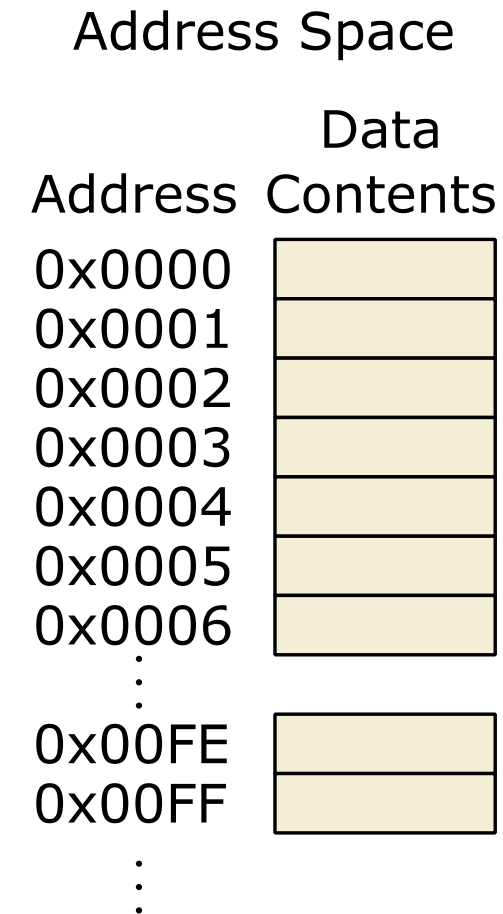 Address Space
Data
Address Contents
0x0000
0x0001
0x0002
0x0003
0x0004
0x0005
0x0006
⋮
0x00FE
0x00FF
⋮